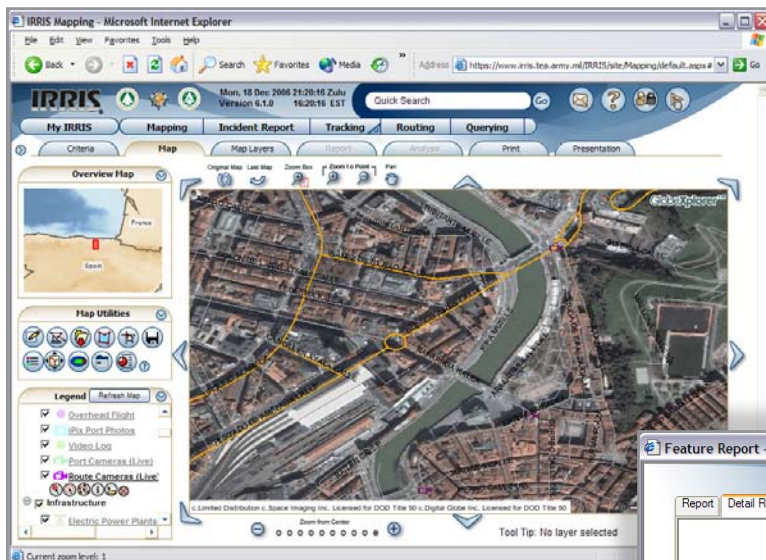 IRRIS Mapping - Microsoft Internet Explorer
File Edit View Favorites Tools Help
Back Search Favorites Media » Address https://www.irris.tea.army.mil/IRRIS/site/Mapping/default.aspx# Go
IRRIS Mon, 18 Dec 2006 21:20:16 Zulu
Version 6.1.0 16:20:16 EST
Quick Search Go
My IRRIS Mapping Incident Report Tracking Routing Querying
Criteria Map Map Layers Report Analysis Print Presentation
Original Map Last Map Zoom Box Zoom to Point Pan
Overview Map
France
Spain
GlobeXplorer
Map Utilities
Legend Refresh Map
Overhead Flight
iPix Port Photos
Video Log
Port Cameras (Live)
Route Cameras (Live)
Infrastructure
Electric Power Plants
c.Limited Distribution c.Space Imaging Inc. Licensed for DOD Title 50 c.Digital Globe Inc. Licensed for DOD Title 50
Zoom from Center
Tool Tip: No layer selected
Current zoom level: 1
Feature Report -
Report Detail R